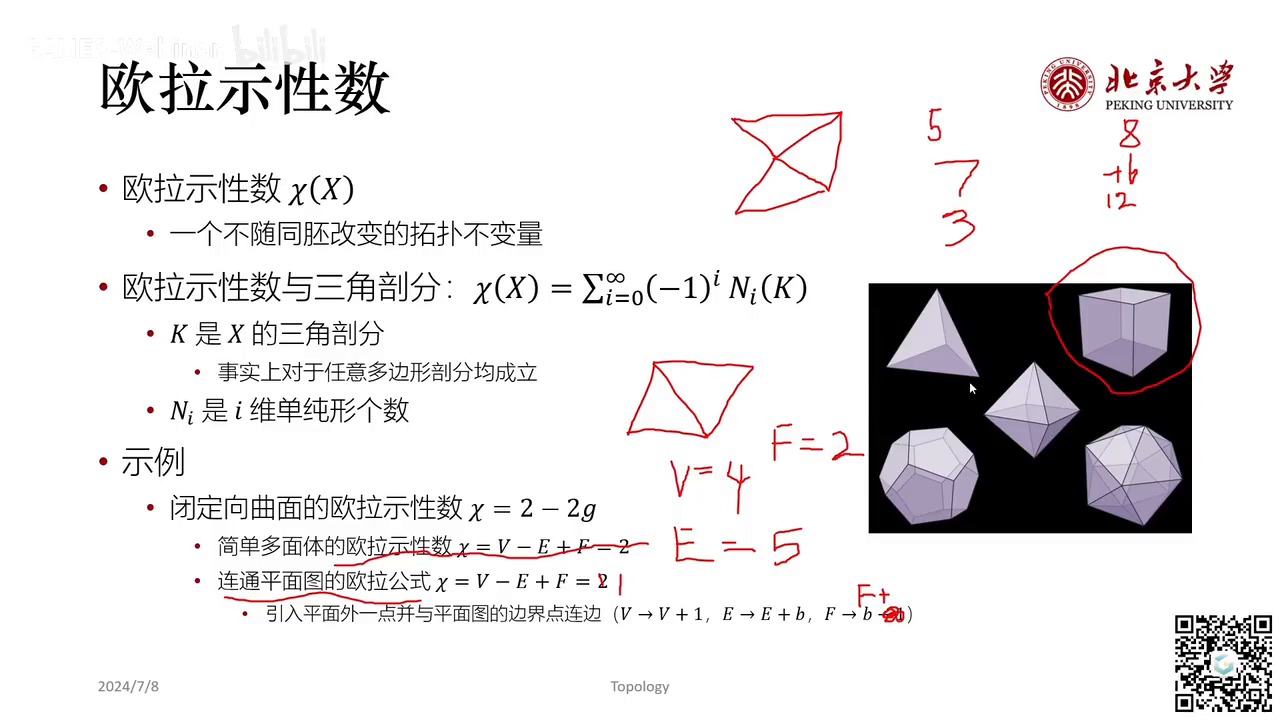 bilibili
欧拉示性数
北京大学
PEKING UNIVERSITY
PEKING UNIVERSITY
1898
5
7
3
8
+6
12
• 欧拉示性数 χ(X)
• 一个不随同胚改变的拓扑不变量
• 欧拉示性数与三角剖分：χ(X) = ∑_{i=0}^{∞}(−1)^i N_i(K)
• K 是 X 的三角剖分
• 事实上对于任意多边形剖分均成立
• N_i 是 i 维单纯形个数
F=2
V=4
E=5
• 示例
• 闭定向曲面的欧拉示性数 χ = 2 − 2g
• 简单多面体的欧拉示性数 χ = V − E + F = 2
• 连通平面图的欧拉公式 χ = V − E + F = 2 1
F+
• 引入平面外一点并与平面图的边界点连边（V → V + 1，E → E + b，F → b
2024/7/8
Topology